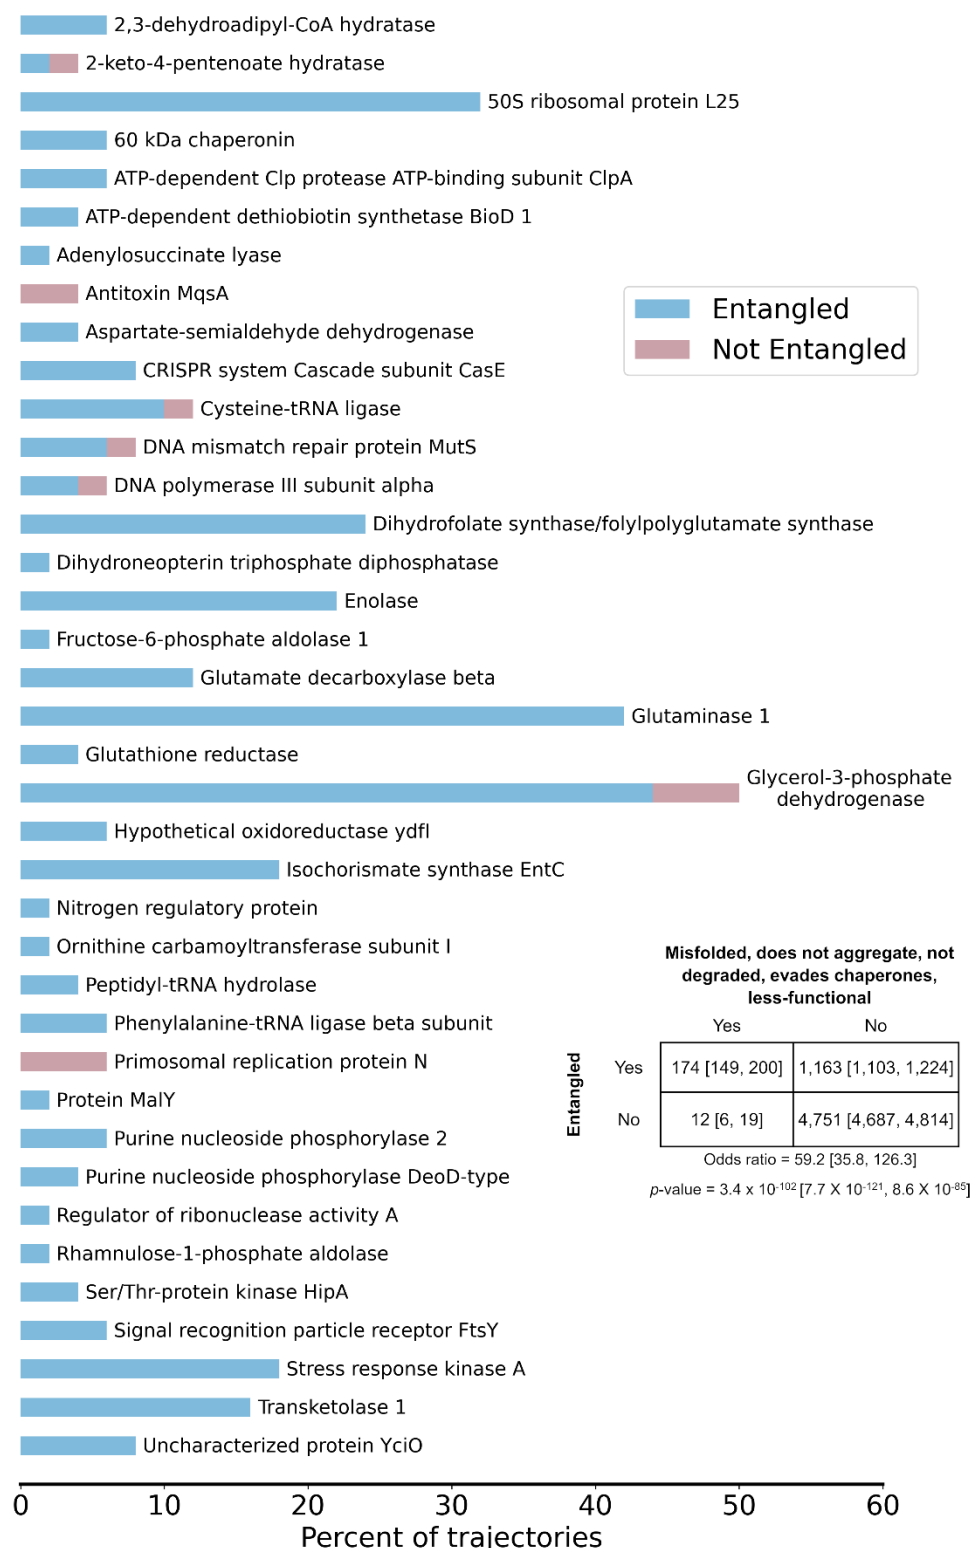 2,3-dehydroadipyl-CoA hydratase
2-keto-4-pentenoate hydratase
50S ribosomal protein L25
60 kDa chaperonin
ATP-dependent Clp protease ATP-binding subunit ClpA
ATP-dependent dethiobiotin synthetase BioD 1
Adenylosuccinate lyase
Antitoxin MqsA
Aspartate-semialdehyde dehydrogenase
CRISPR system Cascade subunit CasE
Cysteine-tRNA ligase
DNA mismatch repair protein MutS
DNA polymerase III subunit alpha
Dihydrofolate synthase/folylpolyglutamate synthase
Dihydroneopterin triphosphate diphosphatase
Enolase
Fructose-6-phosphate aldolase 1
Glutamate decarboxylase beta
Glutaminase 1
Glutathione reductase
Glycerol-3-phosphate
dehydrogenase
Hypothetical oxidoreductase ydfI
Isochorismate synthase EntC
Nitrogen regulatory protein
Ornithine carbamoyltransferase subunit I
Peptidyl-tRNA hydrolase
Phenylalanine-tRNA ligase beta subunit
Primosomal replication protein N
Protein MalY
Purine nucleoside phosphorylase 2
Purine nucleoside phosphorylase DeoD-type
Regulator of ribonuclease activity A
Rhamnulose-1-phosphate aldolase
Ser/Thr-protein kinase HipA
Signal recognition particle receptor FtsY
Stress response kinase A
Transketolase 1
Uncharacterized protein YciO
0 10 20 30 40 50 60
Percent of trajectories
Entangled
Not Entangled
Misfolded, does not aggregate, not
degraded, evades chaperones,
less-functional
Yes No
Entangled
Yes 174 [149, 200] 1,163 [1,103, 1,224]
No 12 [6, 19] 4,751 [4,687, 4,814]
Odds ratio = 59.2 [35.8, 126.3]
p-value = 3.4 x 10⁻¹⁰² [7.7 X 10⁻¹²¹, 8.6 X 10⁻⁸⁵]